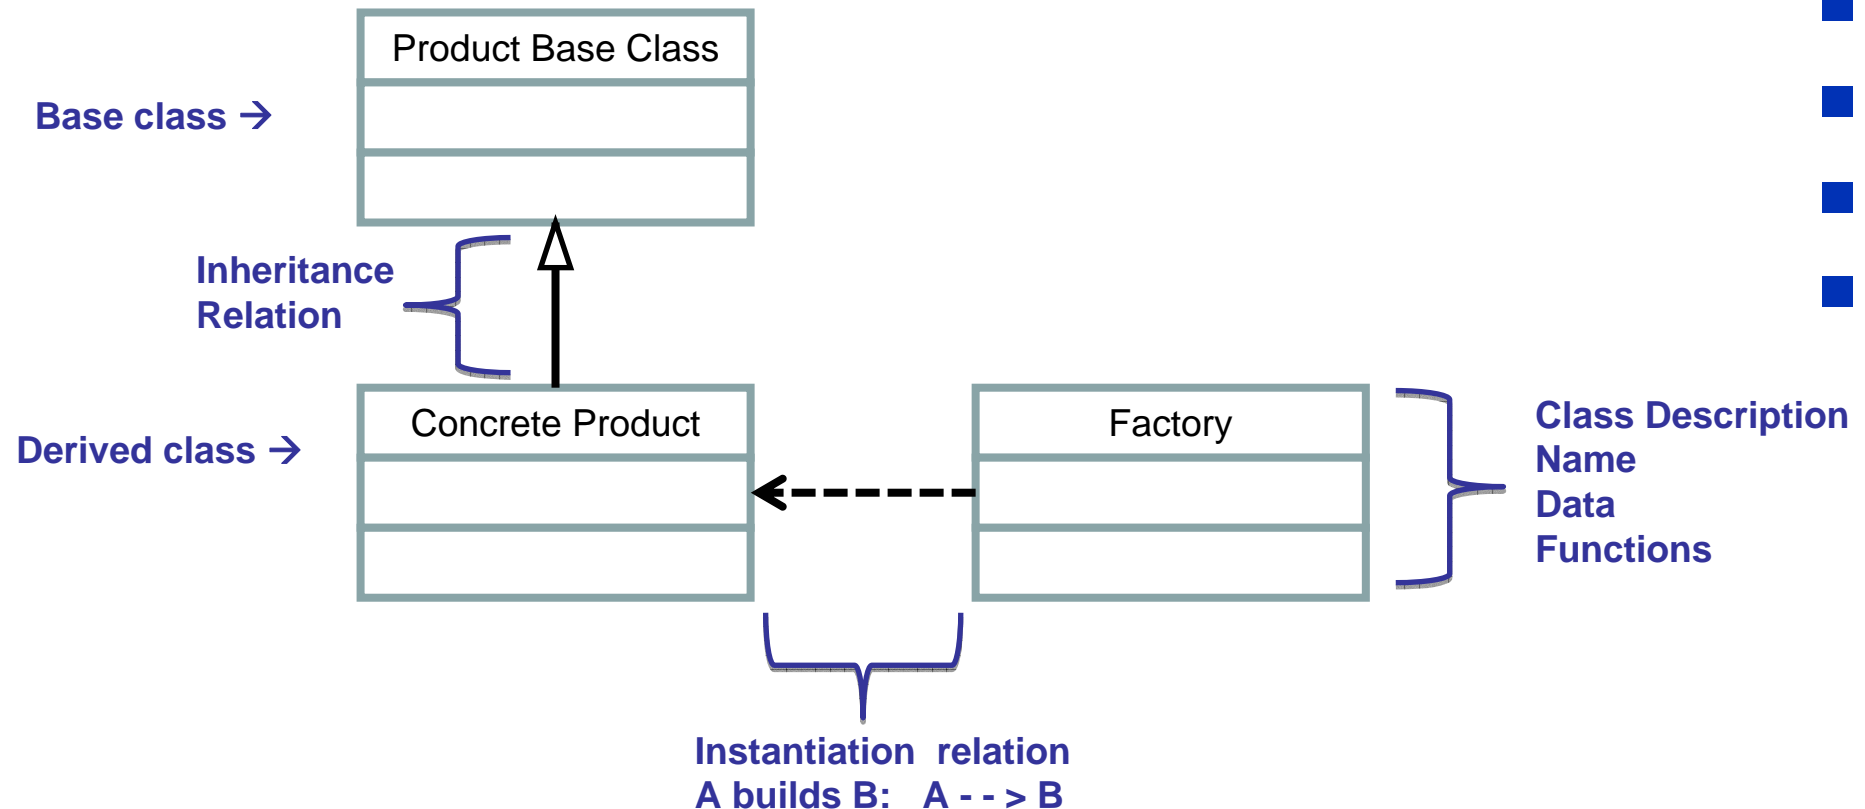 Product Base Class
Base class →
Inheritance
Relation
Concrete Product
Factory
Derived class →
Class Description
Name
Data
Functions
Instantiation relation
A builds B: A - - > B